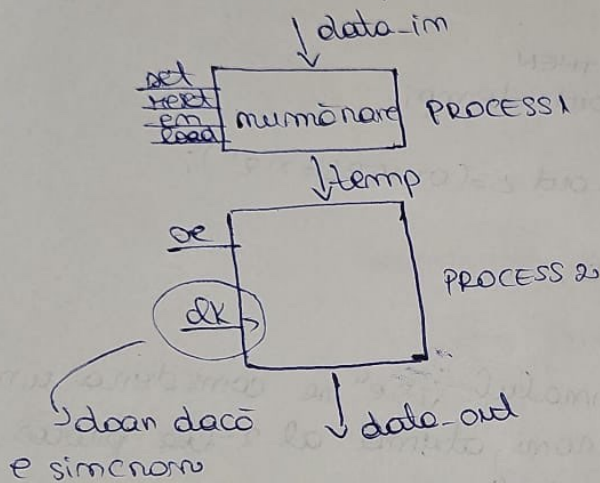 data_in
set
reset
en
load
numărare
PROCESS 1
temp
oe
PROCESS 2
clk
doar dacă
e sincron
data_out